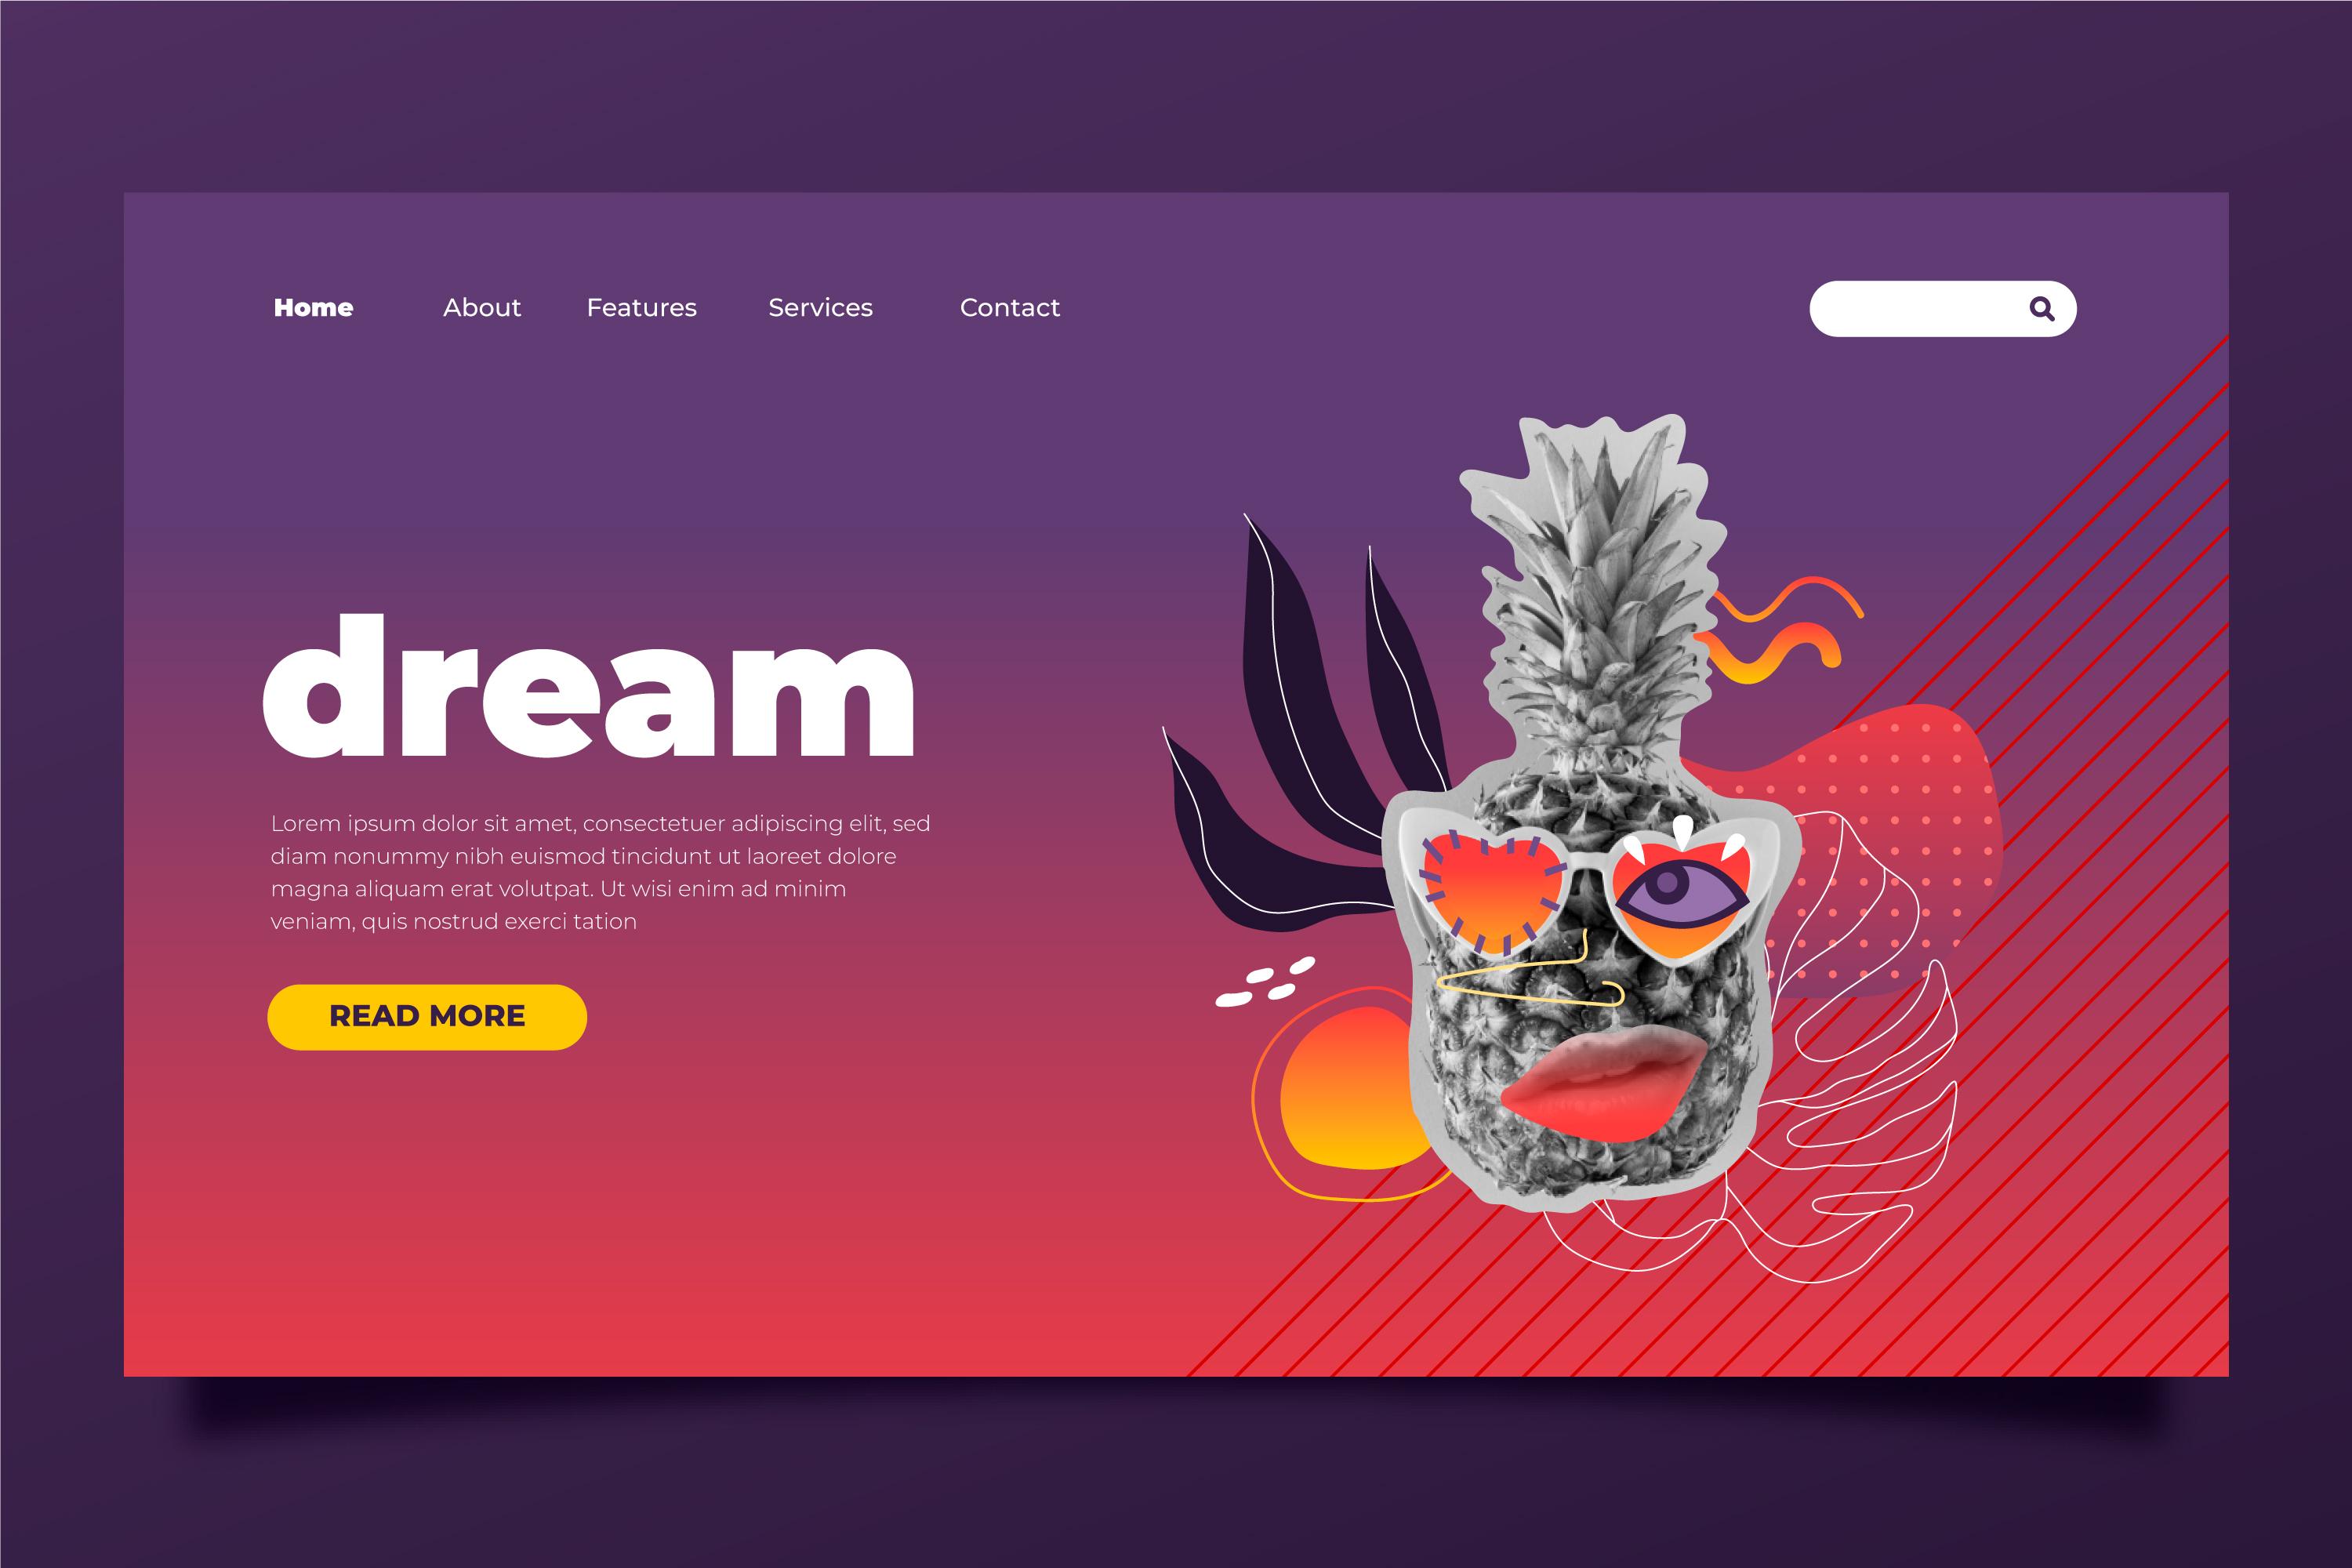 Home About Features Services Contact
dream
Lorem ipsum dolor sit amet, consectetuer adipiscing elit, sed
diam nonummy nibh euismod tincidunt ut laoreet dolore
magna aliquam erat volutpat. Ut wisi enim ad minim
veniam, quis nostrud exerci tation
READ MORE